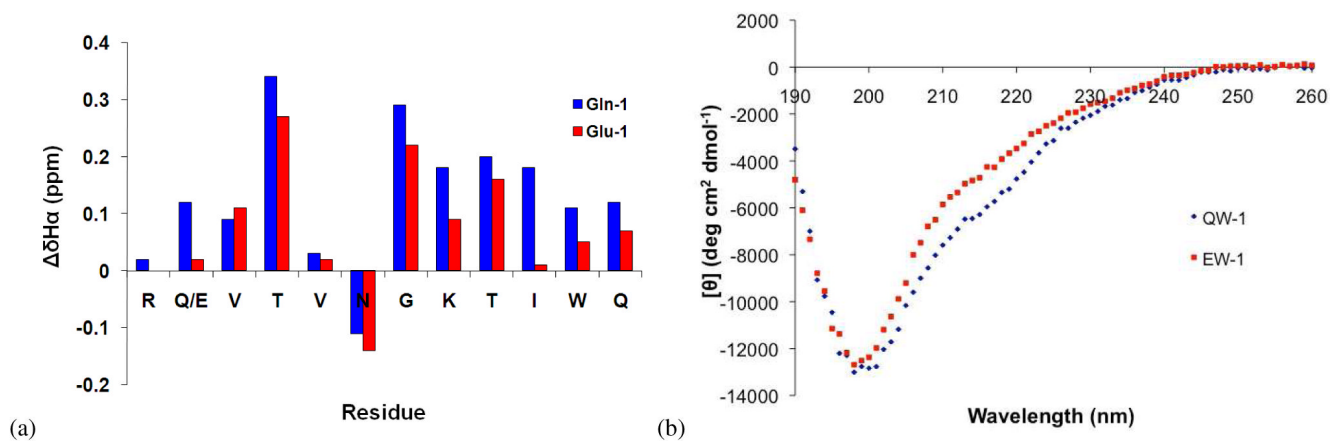 0.4
0.3
0.2
0.1
0
-0.1
-0.2
ΔδHα (ppm)
Gln-1
Glu-1
R Q/E V T V N G K T I W Q
Residue
(a)
2000
0
-2000
-4000
-6000
-8000
-10000
-12000
-14000
[θ] (deg cm² dmol⁻¹)
190 200 210 220 230 240 250 260
QW-1
EW-1
Wavelength (nm)
(b)